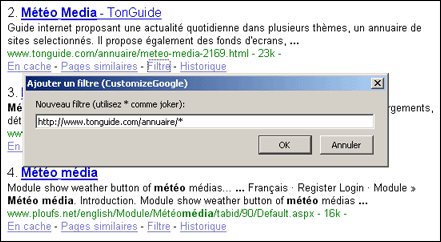 2. Météo Media - TonGuide
Guide internet proposant une actualité quotidienne dans plusieurs thèmes, un annuaire de
sites selectionnés. Il propose également des fonds d'ecrans, ...
www.tonguide.com/annuaire/meteo-media-2169.html - 23k -
En cache - Pages similaires - Filtre - Historique
Ajouter un filtre (CustomizeGoogle)
3.
Nouveau filtre (utilisez * comme joker):
rgements,
dét
http://www.tonguide.com/annuaire/*
OK Annuler
4. Météo média
Module show weather button of météo médias... ... Français · Register Login · Module »
Météo média. Introduction. Module show weather button of météo médias ...
www.ploufs.net/english/Module/Météomédia/tabid/90/Default.aspx - 16k -
En cache - Pages similaires - Filtre - Historique